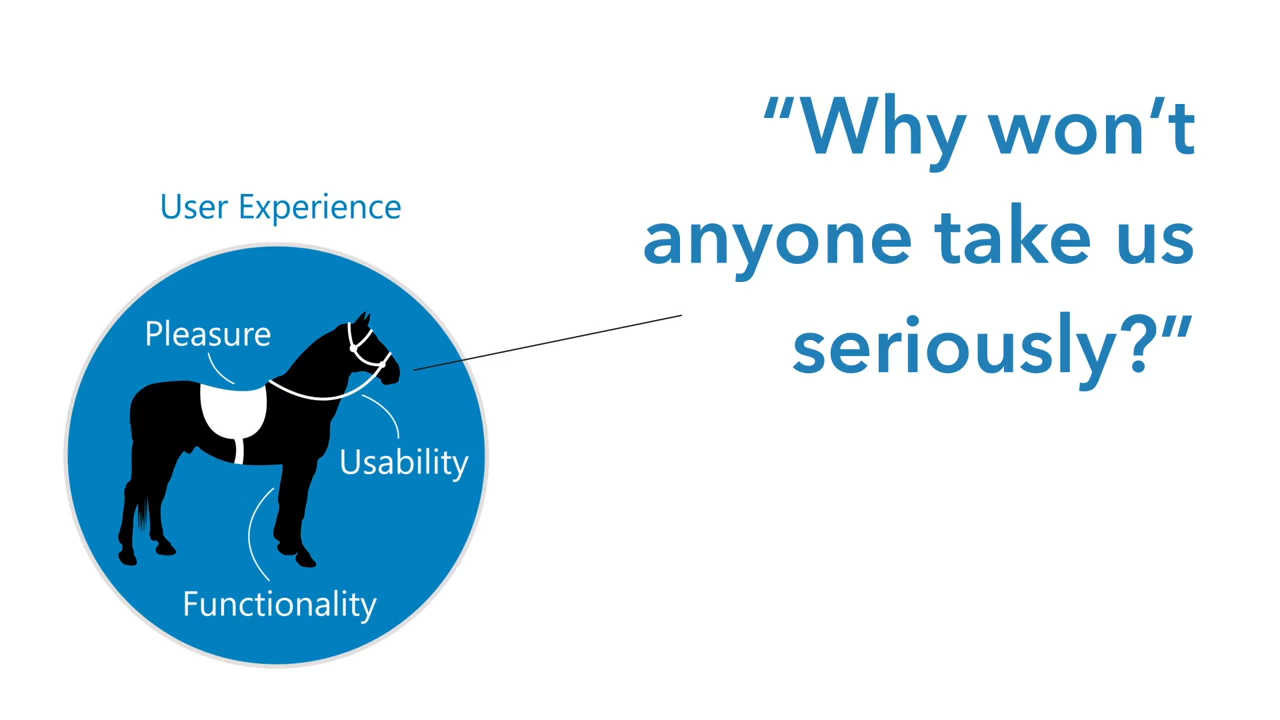 “Why won’t
anyone take us
seriously?”
User Experience
Pleasure
Usability
Functionality